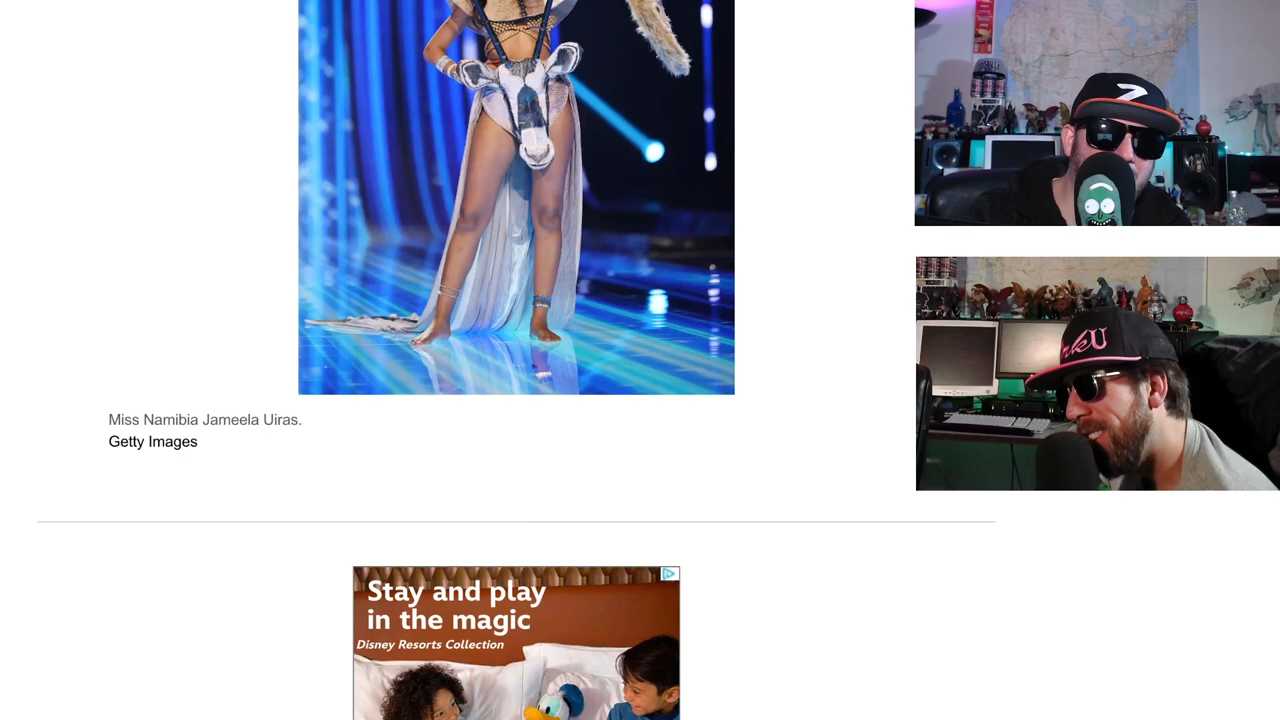 Miss Namibia Jameela Uiras.
Getty Images
Stay and play
in the magic
Disney Resorts Collection